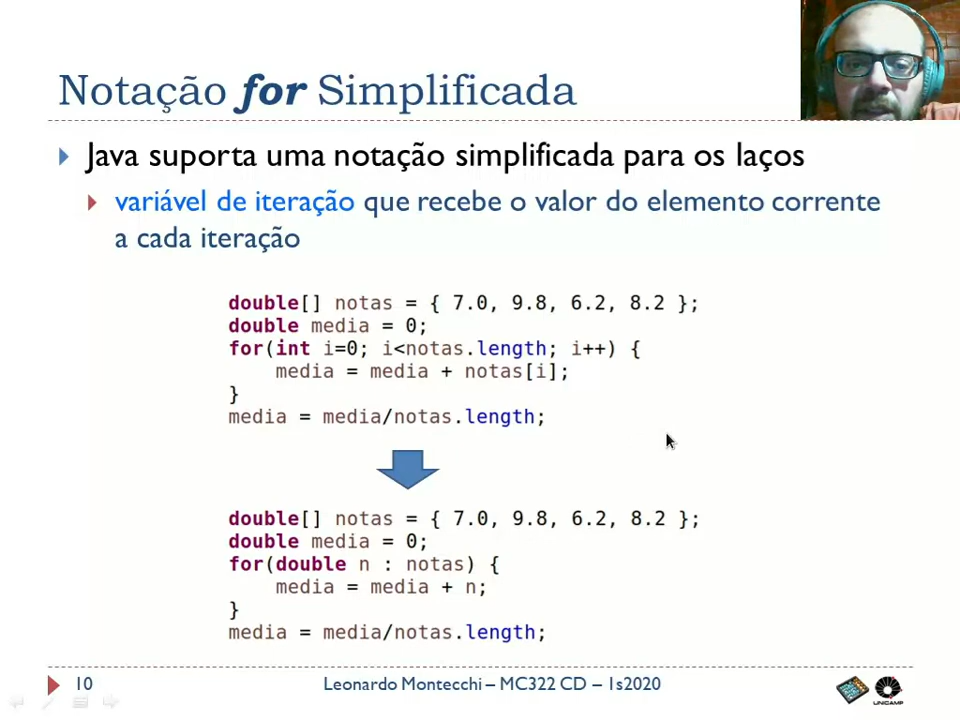 Notação for Simplificada
Java suporta uma notação simplificada para os laços
variável de iteração que recebe o valor do elemento corrente
a cada iteração
double[] notas = { 7.0, 9.8, 6.2, 8.2 };
double media = 0;
for(int i=0; i<notas.length; i++) {
media = media + notas[i];
}
media = media/notas.length;
double[] notas = { 7.0, 9.8, 6.2, 8.2 };
double media = 0;
for(double n : notas) {
media = media + n;
}
media = media/notas.length;
10
Leonardo Montecchi – MC322 CD – 1s2020
UNICAMP